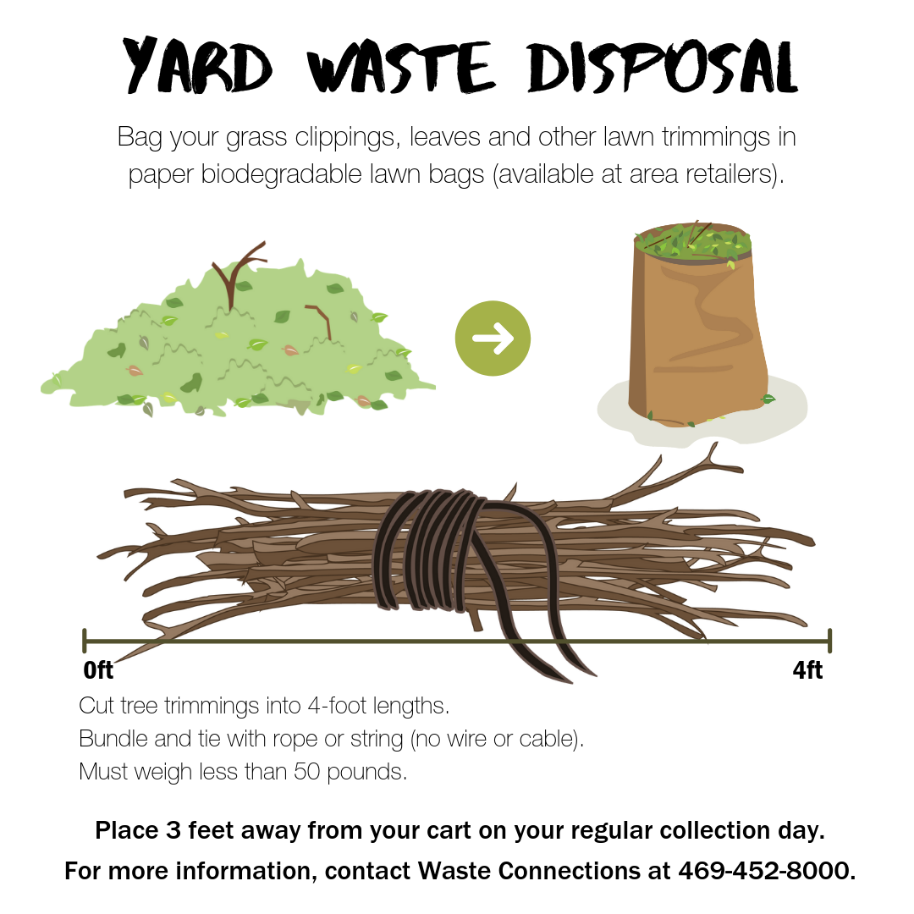 YARD WASTE DISPOSAL
Bag your grass clippings, leaves and other lawn trimmings in
paper biodegradable lawn bags (available at area retailers).
0ft
4ft
Cut tree trimmings into 4-foot lengths.
Bundle and tie with rope or string (no wire or cable).
Must weigh less than 50 pounds.
Place 3 feet away from your cart on your regular collection day.
For more information, contact Waste Connections at 469-452-8000.